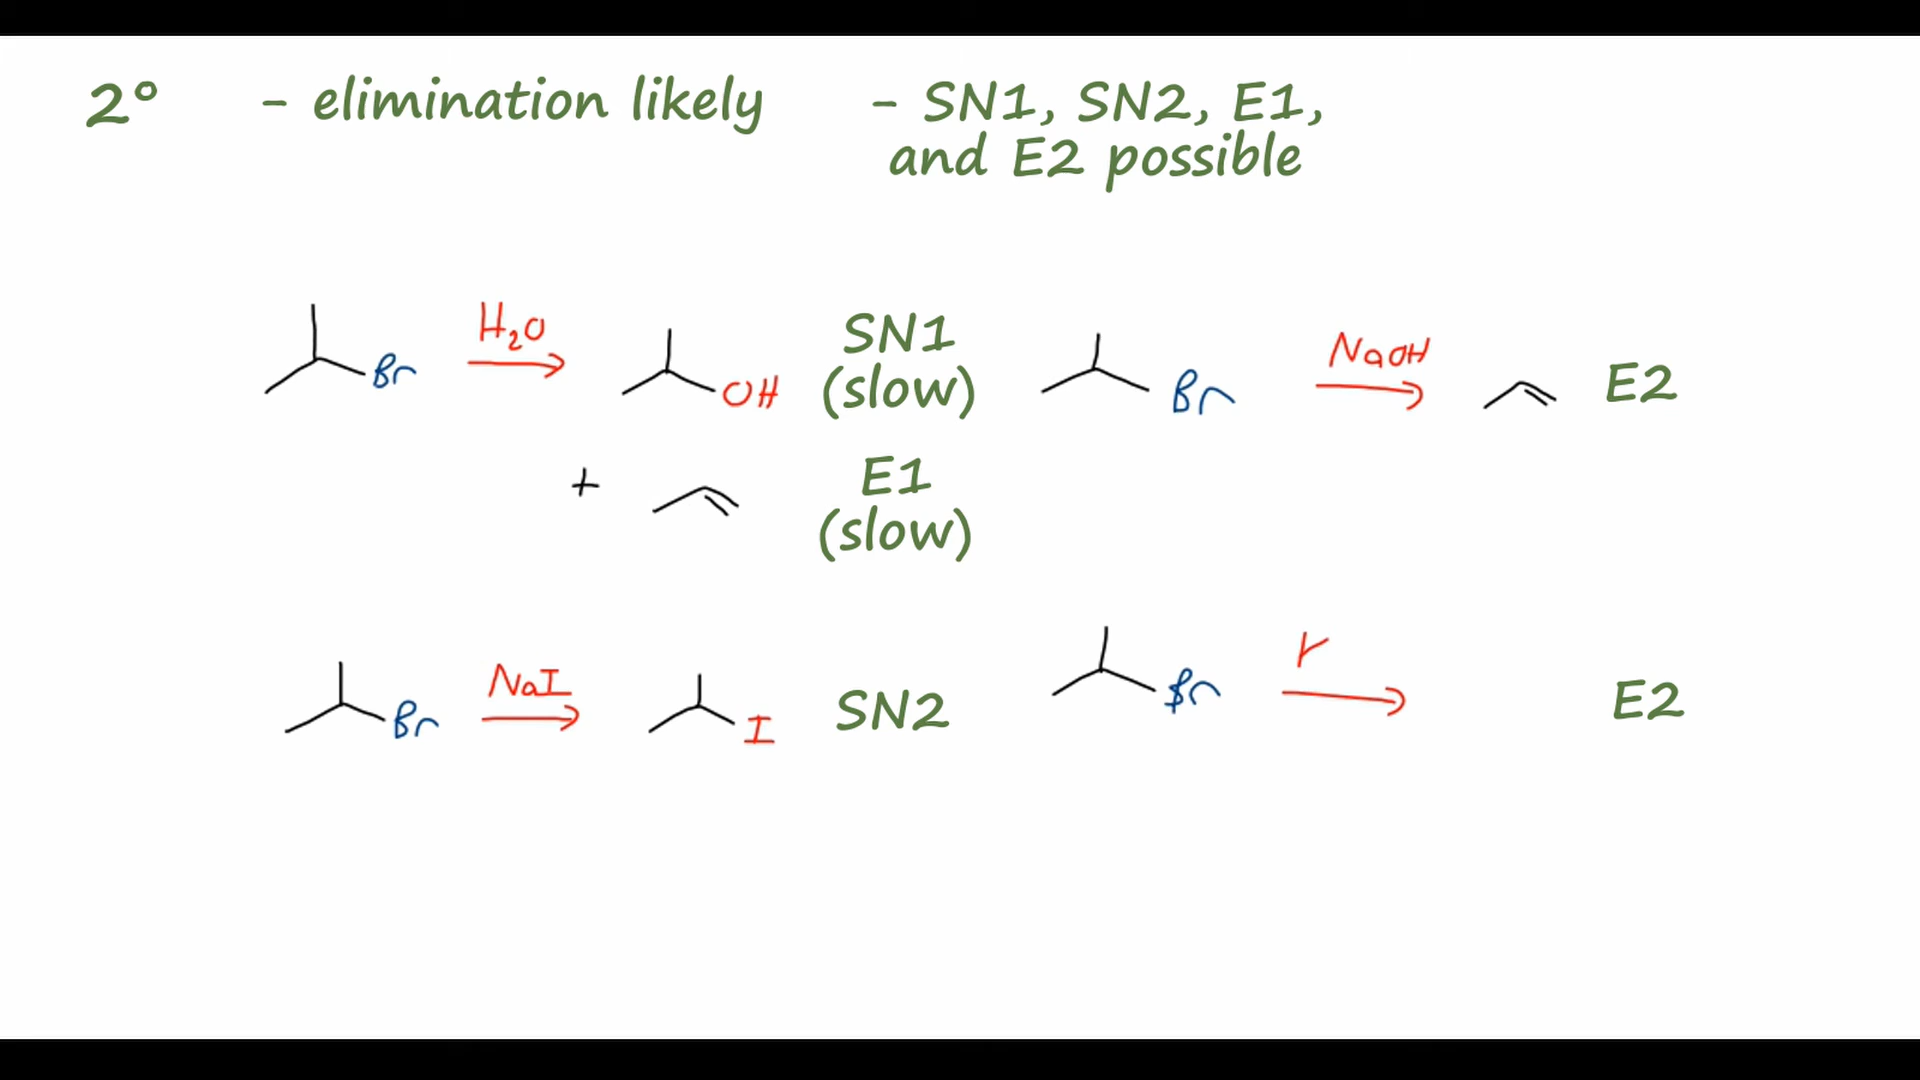 2° - elimination likely - SN1, SN2, E1,
and E2 possible
H₂O
Br OH
SN1
(slow)
NaOH
Br
E2
+
E1
(slow)
NaI
Br I
SN2
Br
E2